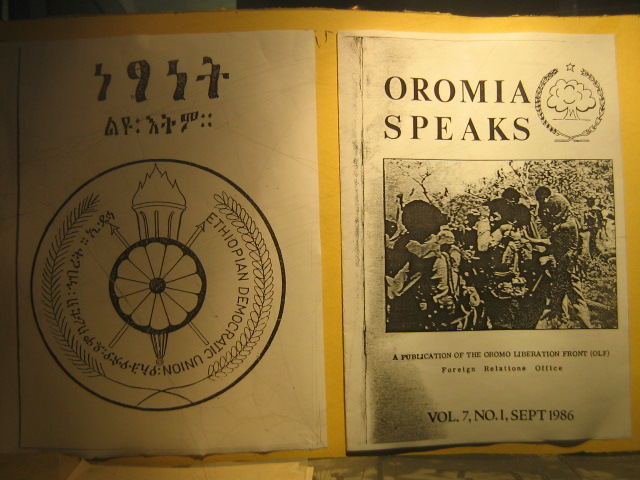 ነፃነት
ልዩ፡እትም፡፡
ETHIOPIAN DEMOCRATIC UNION
OROMIA
SPEAKS
A PUBLICATION OF THE OROMO LIBERATION FRONT (OLF)
Foreign Relations Office
VOL. 7, NO. 1, SEPT 1986